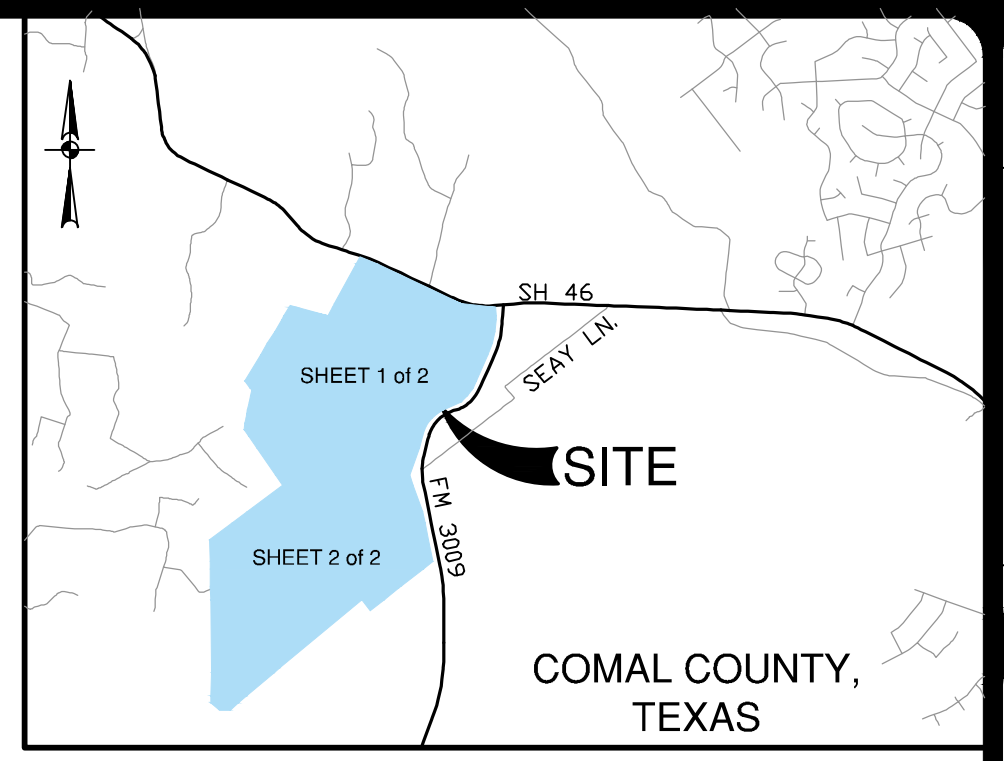 SH 46
SEAY LN.
SHEET 1 of 2
SITE
FM 3009
SHEET 2 of 2
COMAL COUNTY,
TEXAS